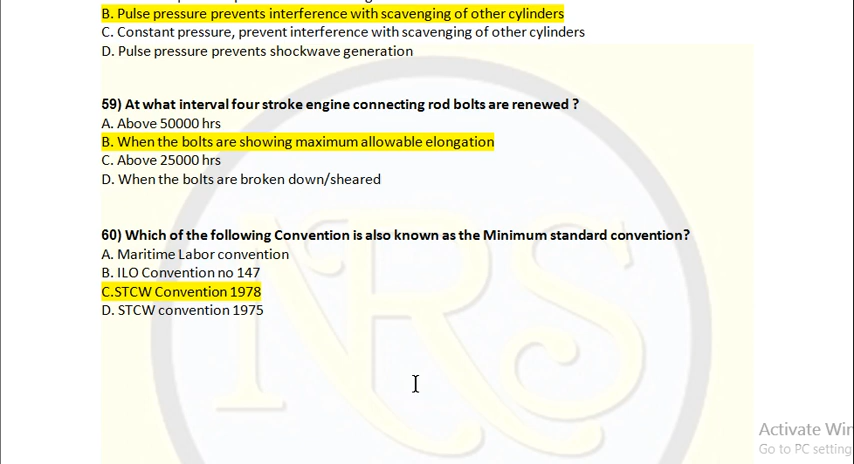 B. Pulse pressure prevents interference with scavenging of other cylinders
C. Constant pressure, prevent interference with scavenging of other cylinders
D. Pulse pressure prevents shockwave generation
59) At what interval four stroke engine connecting rod bolts are renewed ?
A. Above 50000 hrs
B. When the bolts are showing maximum allowable elongation
C. Above 25000 hrs
D. When the bolts are broken down/sheared
60) Which of the following Convention is also known as the Minimum standard convention?
A. Maritime Labor convention
B. ILO Convention no 147
C.STCW Convention 1978
D. STCW convention 1975
NRS
Activate Win
Go to PC setting